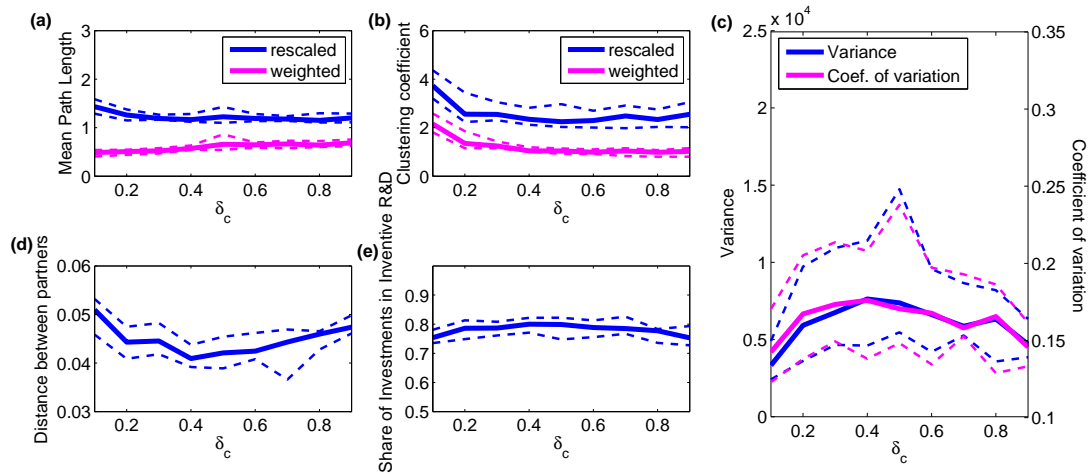 (a)
3
2
1
0
Mean Path Length
rescaled
weighted
0.2 0.4 0.6 0.8
δc
(b)
6
4
2
0
Clustering coefficient
rescaled
weighted
0.2 0.4 0.6 0.8
δc
(c)
x 10⁴
2.5
2
1.5
1
0.5
0
Variance
Variance
Coef. of variation
0.35
0.3
0.25
0.2
0.15
0.1
Coefficient of variation
0.2 0.4 0.6 0.8
δc
(d)
0.06
0.05
0.04
0.03
Distance between partners
0.2 0.4 0.6 0.8
δc
(e)
0.9
0.8
0.7
0.6
0.5
Share of Investments in Inventive R&D
0.2 0.4 0.6 0.8
δc